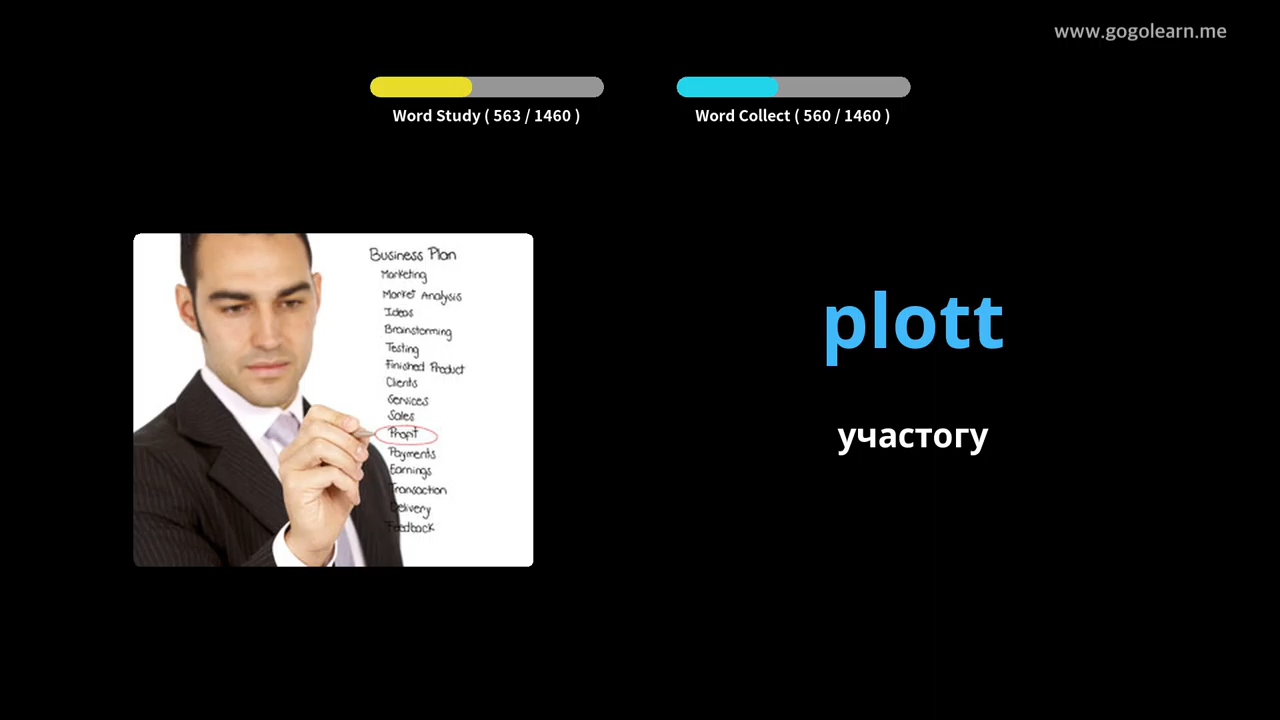 www.gogolearn.me
Word Study ( 563 / 1460 )
Word Collect ( 560 / 1460 )
Business Plan
Marketing
Market Analysis
Ideas
Brainstorming
Testing
Finished Product
Clients
Services
Sales
Profit
Payments
Earnings
Transaction
Delivery
Feedback
plott
участогу